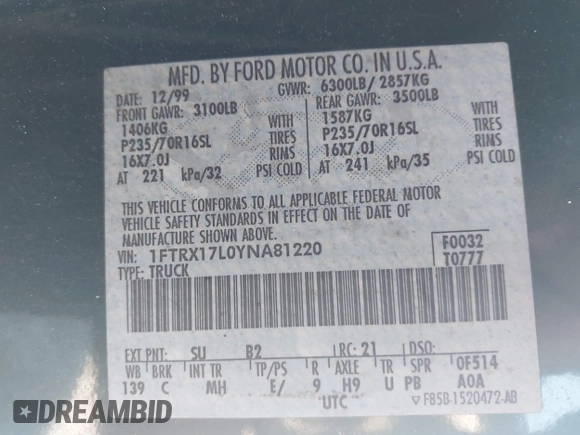 MFD. BY FORD MOTOR CO. IN U.S.A.
DATE: 12/99 GVWR: 6300LB/ 2857KG
FRONT GAWR: 3100LB REAR GAWR: 3500LB
1406KG WITH 1587KG WITH
P235/70R16SL TIRES P235/70R16SL TIRES
16X7.0J RIMS 16X7.0J RIMS
AT 221 kPa/32 PSI COLD AT 241 kPa/35 PSI COLD
THIS VEHICLE CONFORMS TO ALL APPLICABLE FEDERAL MOTOR
VEHICLE SAFETY STANDARDS IN EFFECT ON THE DATE OF
MANUFACTURE SHOWN ABOVE.
VIN: 1FTRX17L0YNA81220 F0032
TYPE: TRUCK T0777
EXT PNT: SU B2 RC: 21 DSO:
WB BRK INT TR TP/PS R AXLE TR SPR 0F514
139 C MH E/ 9 H9 U PB A0A
UTC ▽ F85B-1520472-AB
DREAMBID